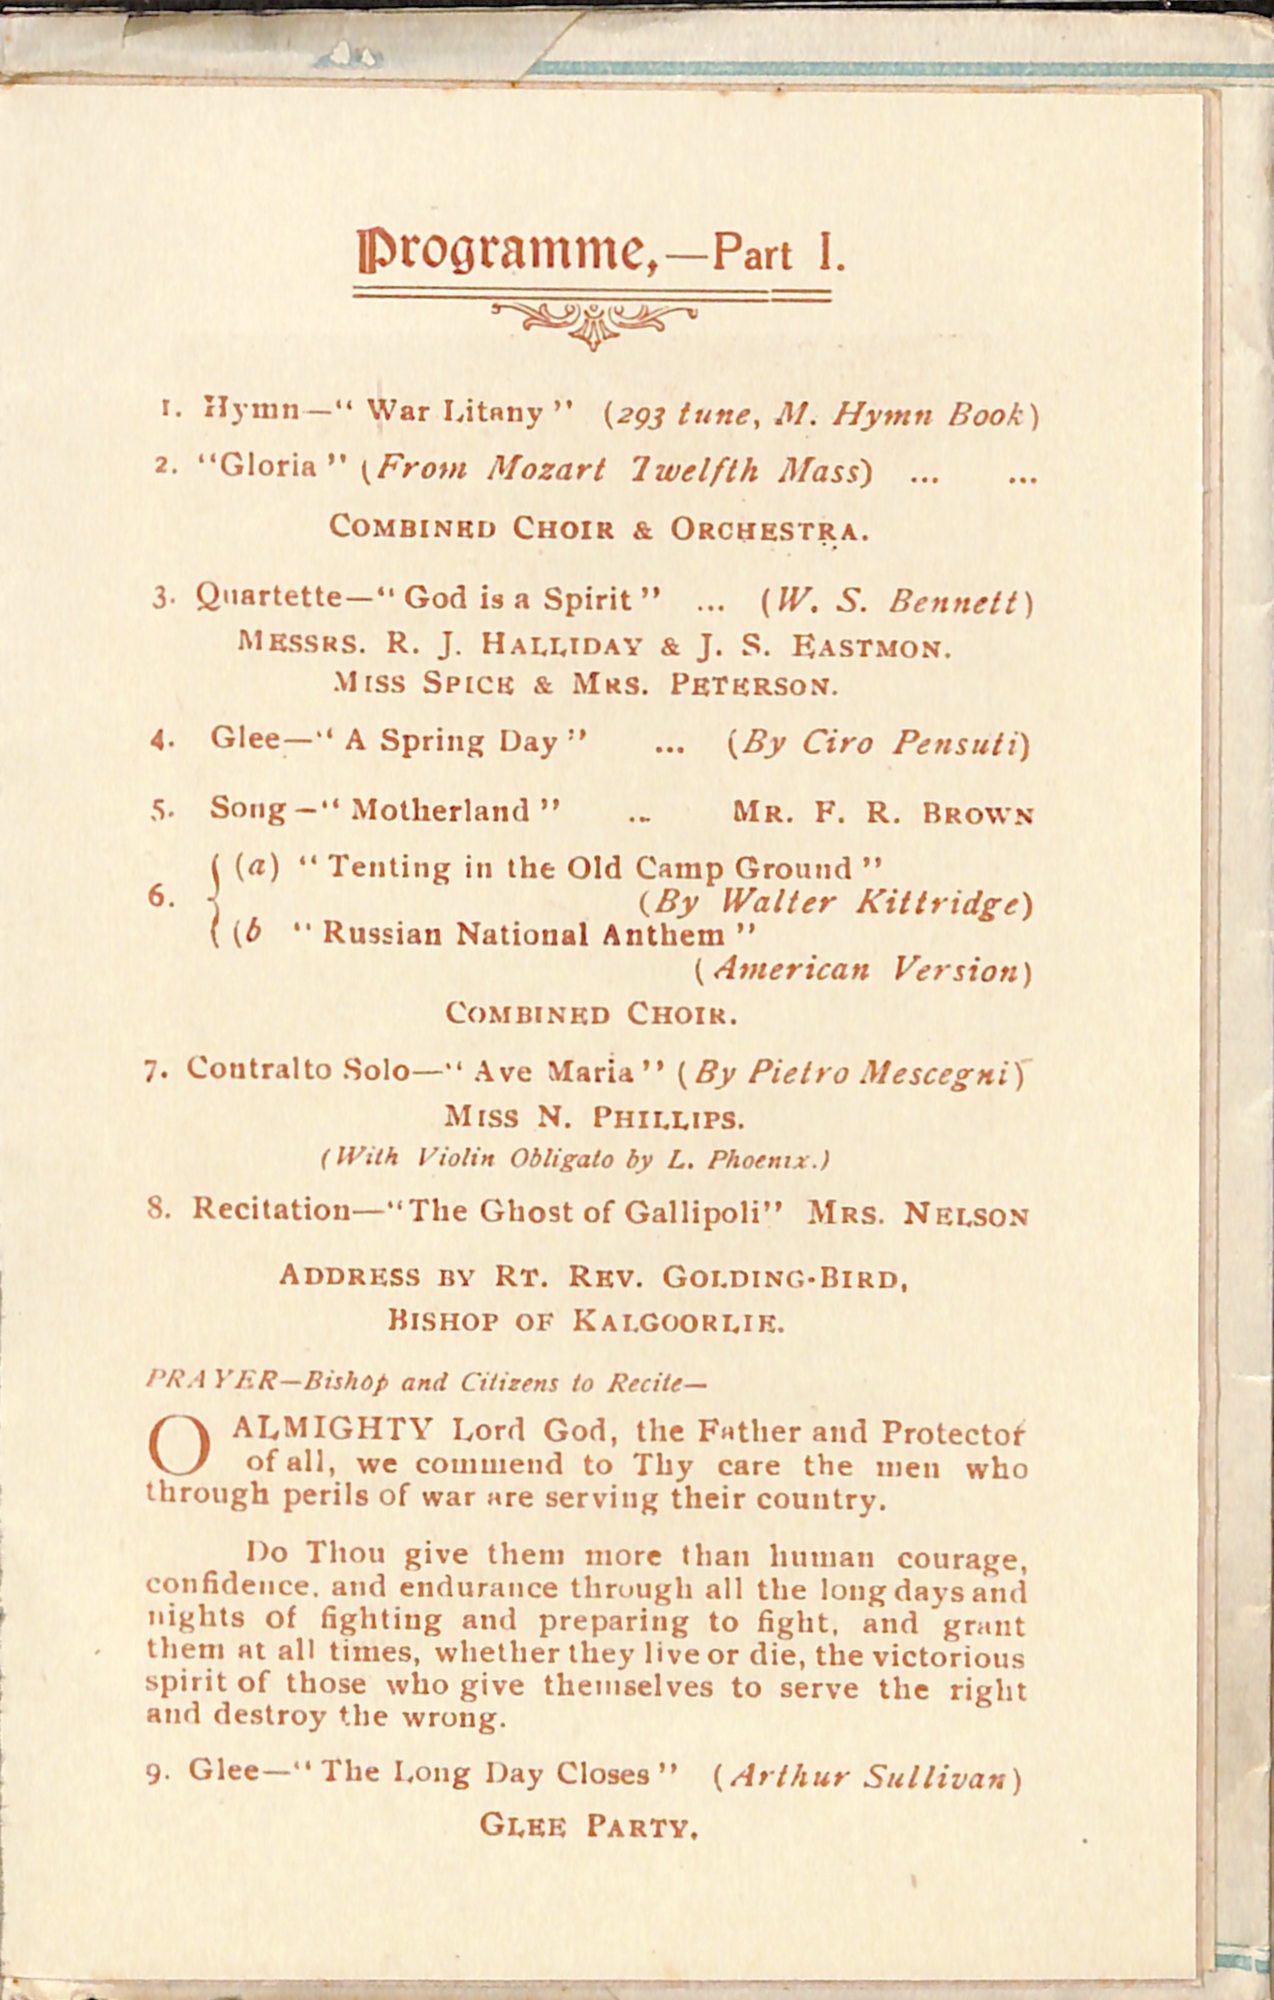 Programme,—Part I.
1. Hymn—“ War Litany ” (293 tune, M. Hymn Book)
2. “Gloria” (From Mozart Twelfth Mass) ... ...
COMBINED CHOIR & ORCHESTRA.
3. Quartette—“ God is a Spirit” ... (W. S. Bennett)
MESSRS. R. J. HALLIDAY & J. S. EASTMON.
MISS SPICE & MRS. PETERSON.
4. Glee—“ A Spring Day” ... (By Ciro Pensuti)
5. Song—“ Motherland ” .. MR. F. R. BROWN
6. { (a) “ Tenting in the Old Camp Ground ”
(By Walter Kittridge)
(b “ Russian National Anthem ”
(American Version)
COMBINED CHOIR.
7. Contralto Solo—“ Ave Maria” (By Pietro Mescegni)
MISS N. PHILLIPS.
(With Violin Obligato by L. Phoenix.)
8. Recitation—“The Ghost of Gallipoli” MRS. NELSON
ADDRESS BY RT. REV. GOLDING-BIRD,
BISHOP OF KALGOORLIE.
PRAYER—Bishop and Citizens to Recite—
O ALMIGHTY Lord God, the Father and Protector
of all, we commend to Thy care the men who
through perils of war are serving their country.
Do Thou give them more than human courage,
confidence, and endurance through all the long days and
nights of fighting and preparing to fight, and grant
them at all times, whether they live or die, the victorious
spirit of those who give themselves to serve the right
and destroy the wrong.
9. Glee—“ The Long Day Closes” (Arthur Sullivan)
GLEE PARTY.